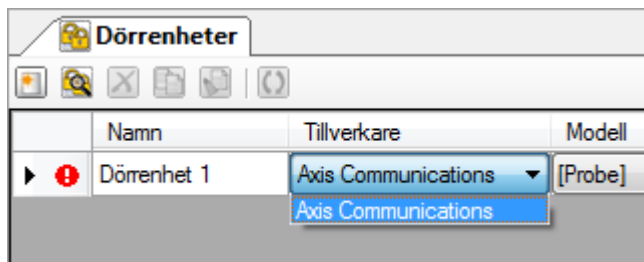 Dörrenheter
Namn Tillverkare Modell
Dörrenhet 1 Axis Communications [Probe]
Axis Communications